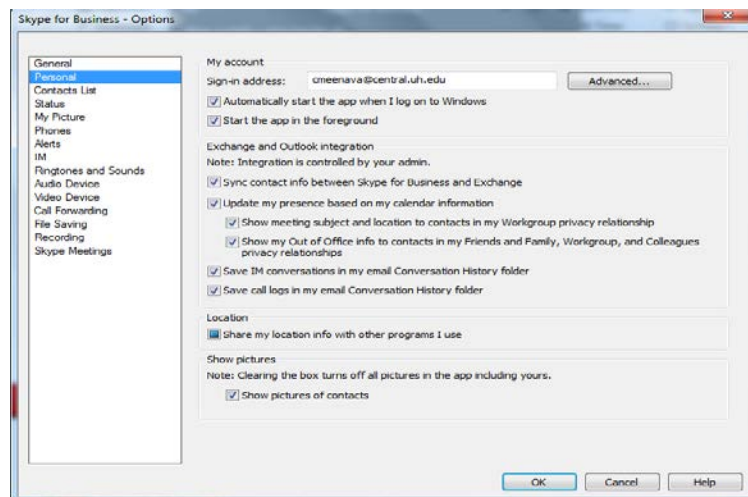 Skype for Business - Options
General
Personal
Contacts List
Status
My Picture
Phones
Alerts
IM
Ringtones and Sounds
Audio Device
Video Device
Call Forwarding
File Saving
Recording
Skype Meetings
My account
Sign-in address: cmeenava@central.uh.edu Advanced...
Automatically start the app when I log on to Windows
Start the app in the foreground
Exchange and Outlook integration
Note: Integration is controlled by your admin.
Sync contact info between Skype for Business and Exchange
Update my presence based on my calendar information
Show meeting subject and location to contacts in my Workgroup privacy relationship
Show my Out of Office info to contacts in my Friends and Family, Workgroup, and Colleagues
privacy relationships
Save IM conversations in my email Conversation History folder
Save call logs in my email Conversation History folder
Location
Share my location info with other programs I use
Show pictures
Note: Clearing the box turns off all pictures in the app including yours.
Show pictures of contacts
OK Cancel Help